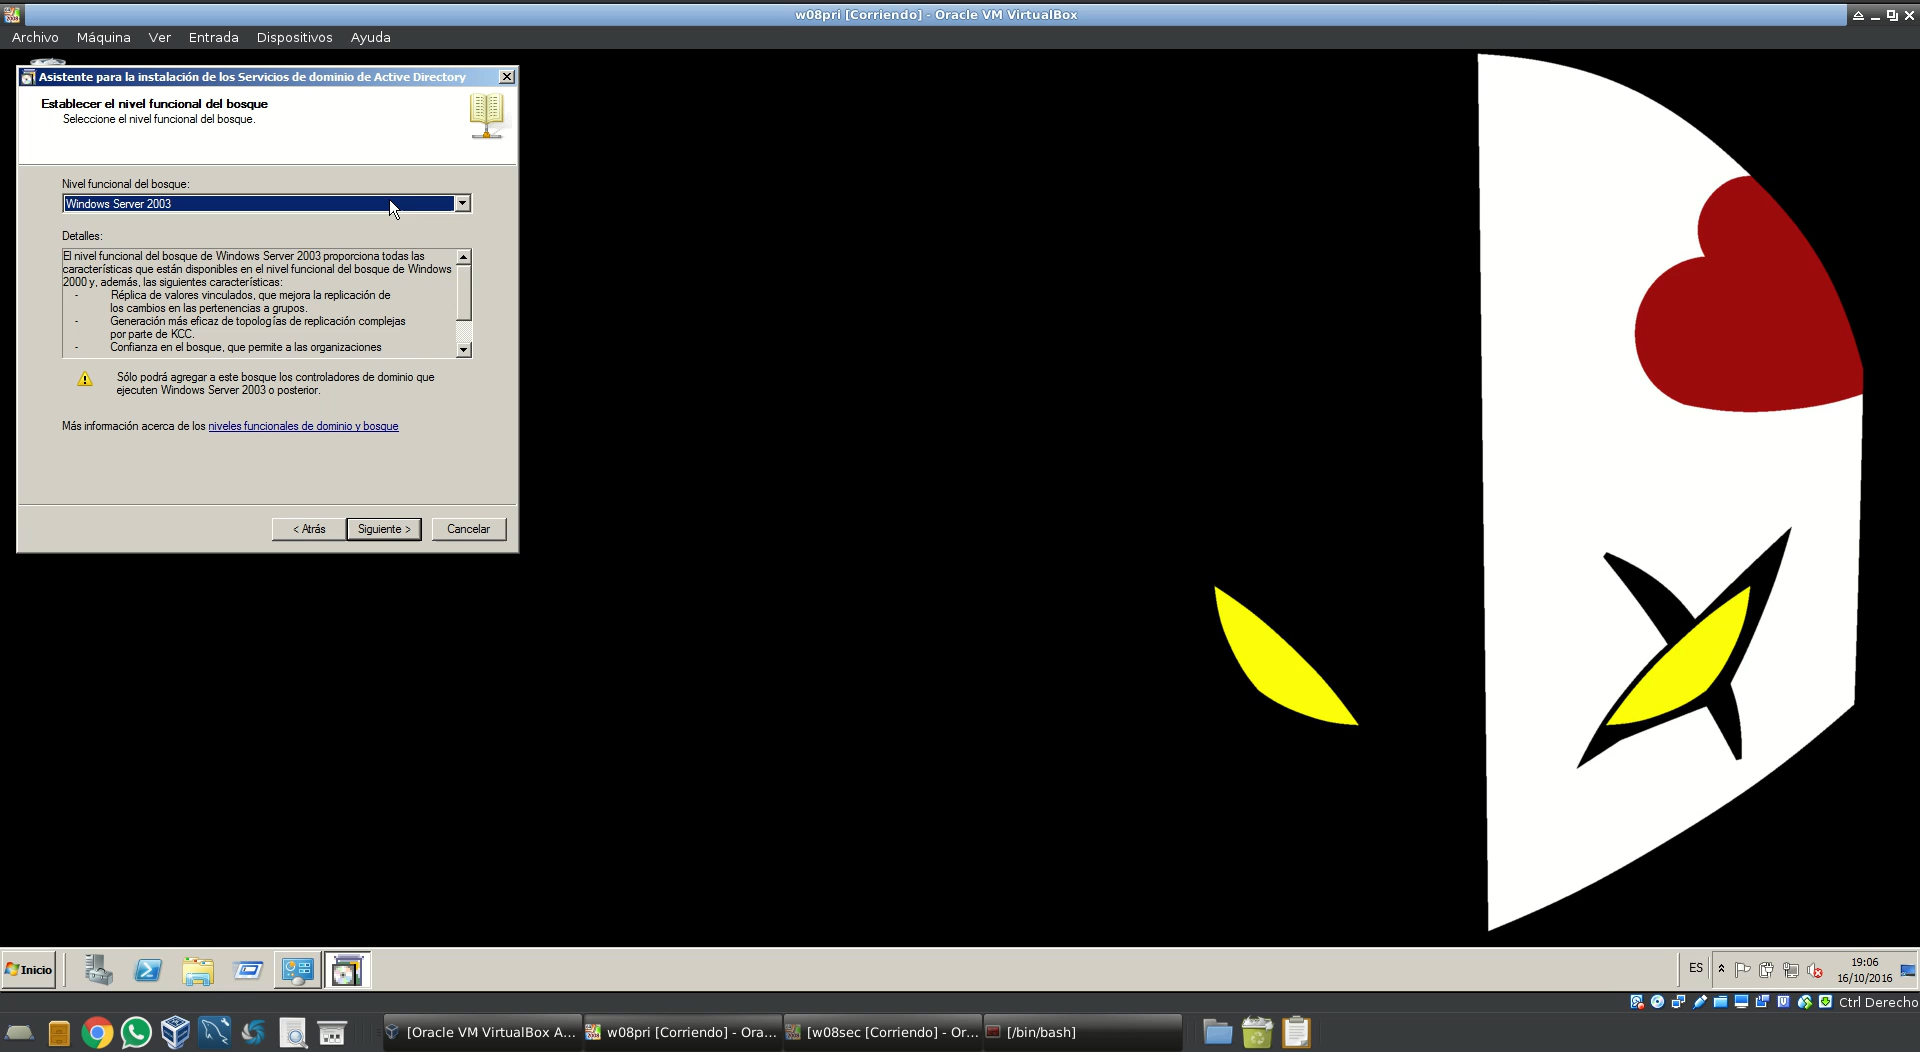 w08pri [Corriendo] - Oracle VM VirtualBox
Archivo Máquina Ver Entrada Dispositivos Ayuda
Asistente para la instalación de los Servicios de dominio de Active Directory
Establecer el nivel funcional del bosque
Seleccione el nivel funcional del bosque.
Nivel funcional del bosque:
Windows Server 2003
Detalles:
El nivel funcional del bosque de Windows Server 2003 proporciona todas las
características que están disponibles en el nivel funcional del bosque de Windows
2000 y, además, las siguientes características:
- Réplica de valores vinculados, que mejora la replicación de
los cambios en las pertenencias a grupos.
- Generación más eficaz de topologías de replicación complejas
por parte de KCC.
- Confianza en el bosque, que permite a las organizaciones
Sólo podrá agregar a este bosque los controladores de dominio que
ejecuten Windows Server 2003 o posterior.
Más información acerca de los niveles funcionales de dominio y bosque
< Atrás Siguiente > Cancelar
Inicio
ES
19:06
16/10/2016
Ctrl Derecho
[Oracle VM VirtualBox A... w08pri [Corriendo] - Ora... [w08sec [Corriendo] - Or... [/bin/bash]